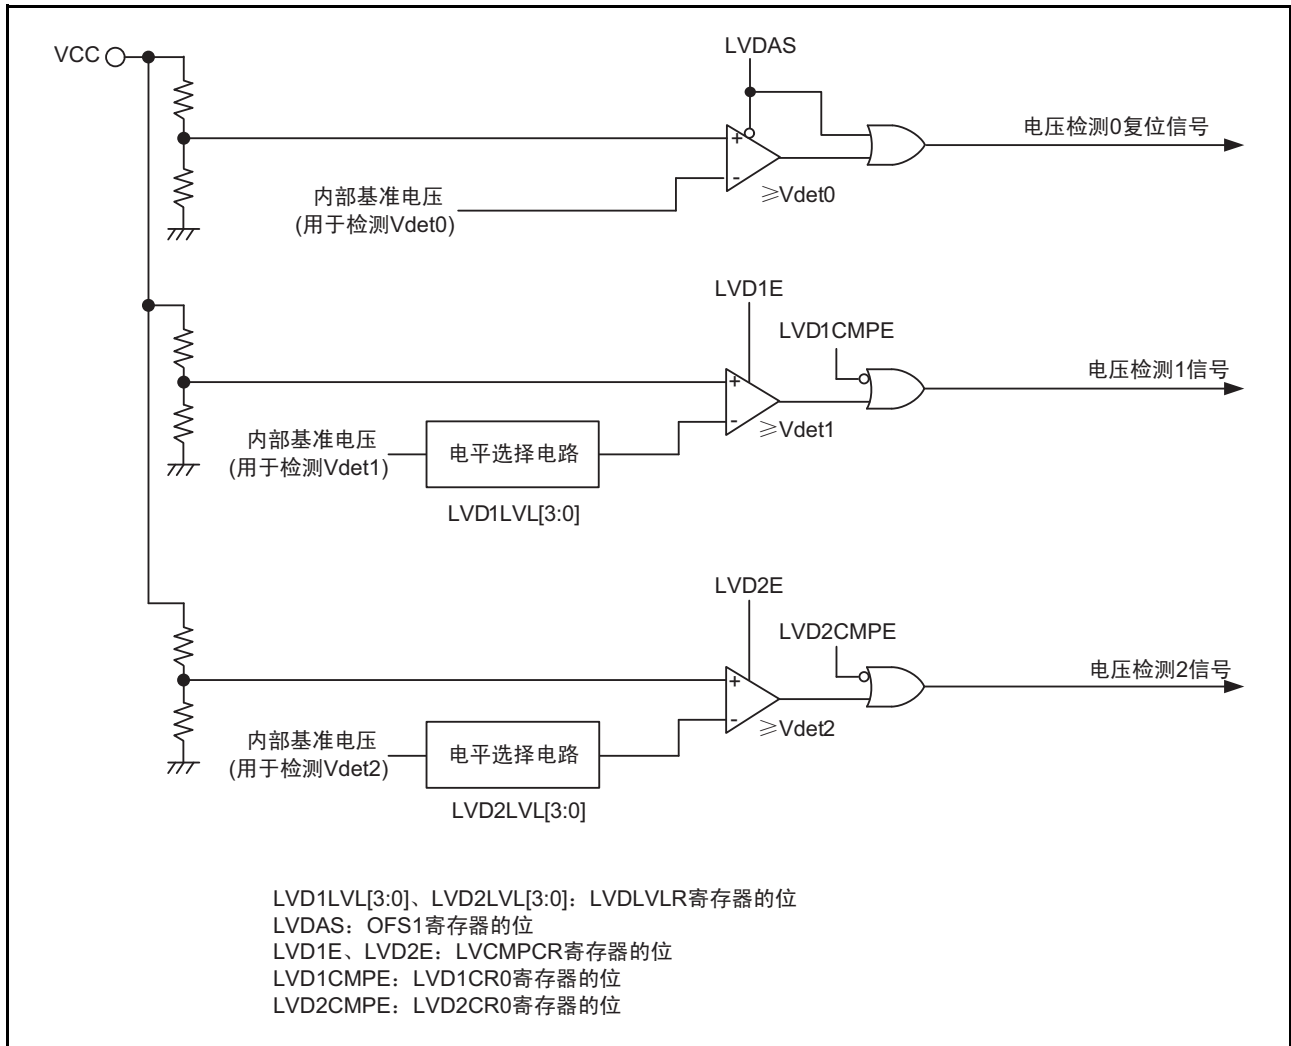 VCC
LVDAS
+
-
≥Vdet0
电压检测0复位信号
内部基准电压
(用于检测Vdet0)
LVD1E
LVD1CMPE
+
-
≥Vdet1
电压检测1信号
内部基准电压
(用于检测Vdet1)
电平选择电路
LVD1LVL[3:0]
LVD2E
LVD2CMPE
+
-
≥Vdet2
电压检测2信号
内部基准电压
(用于检测Vdet2)
电平选择电路
LVD2LVL[3:0]
LVD1LVL[3:0]、LVD2LVL[3:0]：LVDLVLR寄存器的位
LVDAS：OFS1寄存器的位
LVD1E、LVD2E：LVCMPCR寄存器的位
LVD1CMPE：LVD1CR0寄存器的位
LVD2CMPE：LVD2CR0寄存器的位